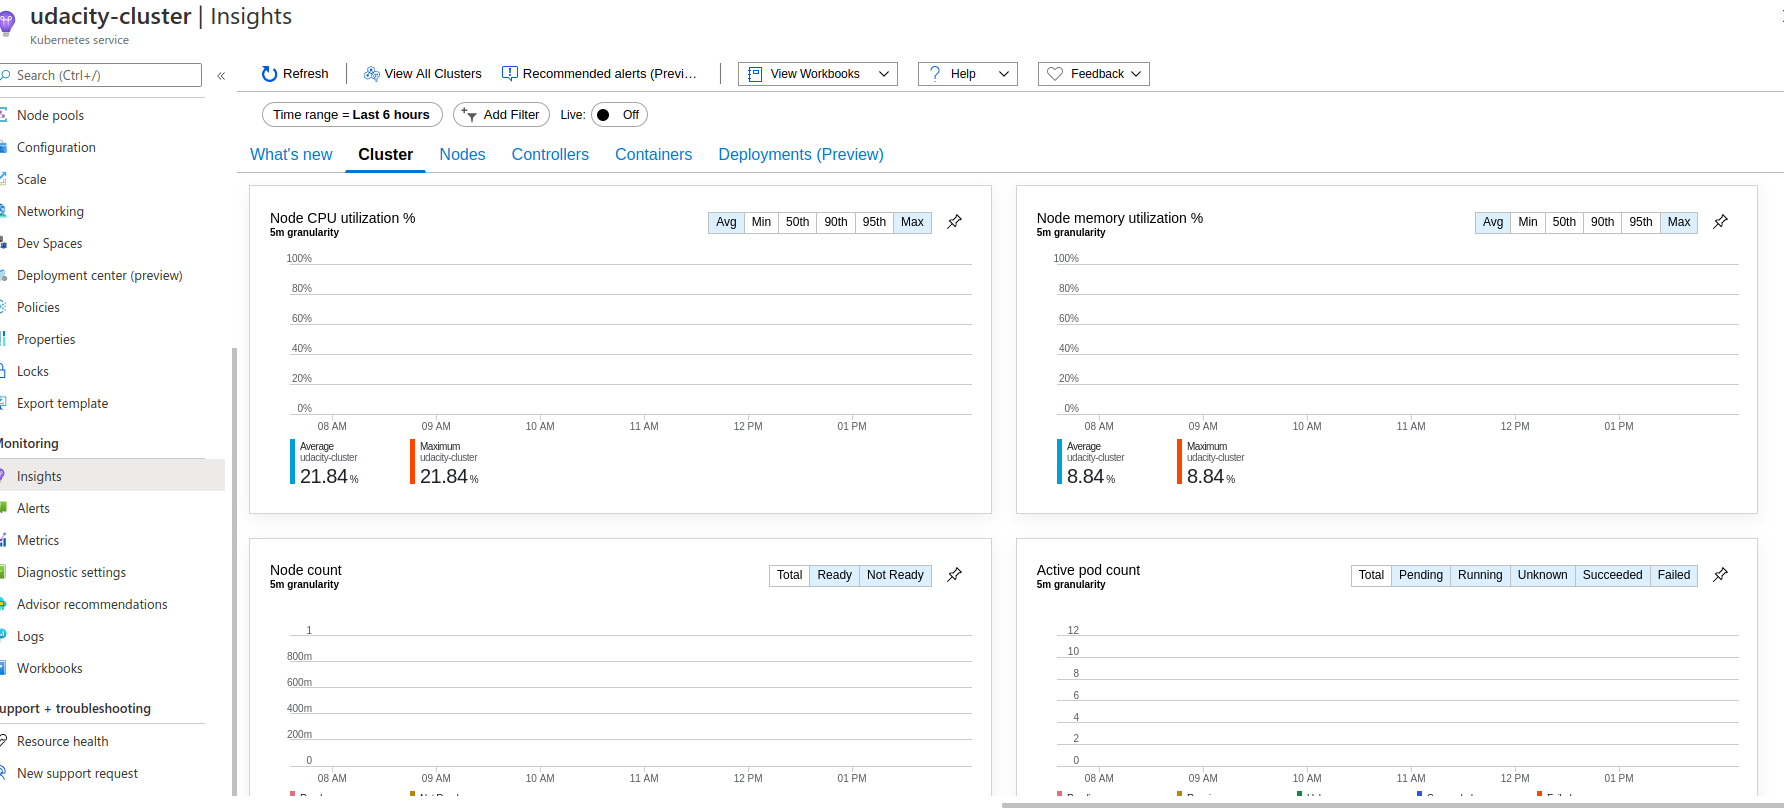 udacity-cluster | Insights
Kubernetes service
Search (Ctrl+/)
«
Refresh
View All Clusters
Recommended alerts (Previ...
View Workbooks
Help
Feedback
Time range = Last 6 hours
Add Filter
Live:
Off
What's new
Cluster
Nodes
Controllers
Containers
Deployments (Preview)
Node pools
Configuration
Scale
Networking
Dev Spaces
Deployment center (preview)
Policies
Properties
Locks
Export template
Insights
Alerts
Metrics
Diagnostic settings
Advisor recommendations
Logs
Workbooks
troubleshooting
Resource health
New support request
Node CPU utilization %
5m granularity
Avg Min 50th 90th 95th Max
100%
80%
60%
40%
20%
0%
08 AM 09 AM 10 AM 11 AM 12 PM 01 PM
Average
udacity-cluster
21.84 %
Maximum
udacity-cluster
21.84 %
Node memory utilization %
5m granularity
Avg Min 50th 90th 95th Max
100%
80%
60%
40%
20%
0%
08 AM 09 AM 10 AM 11 AM 12 PM 01 PM
Average
udacity-cluster
8.84 %
Maximum
udacity-cluster
8.84 %
Node count
5m granularity
Total Ready Not Ready
1
800m
600m
400m
200m
0
08 AM 09 AM 10 AM 11 AM 12 PM 01 PM
Active pod count
5m granularity
Total Pending Running Unknown Succeeded Failed
12
10
8
6
4
2
0
08 AM 09 AM 10 AM 11 AM 12 PM 01 PM